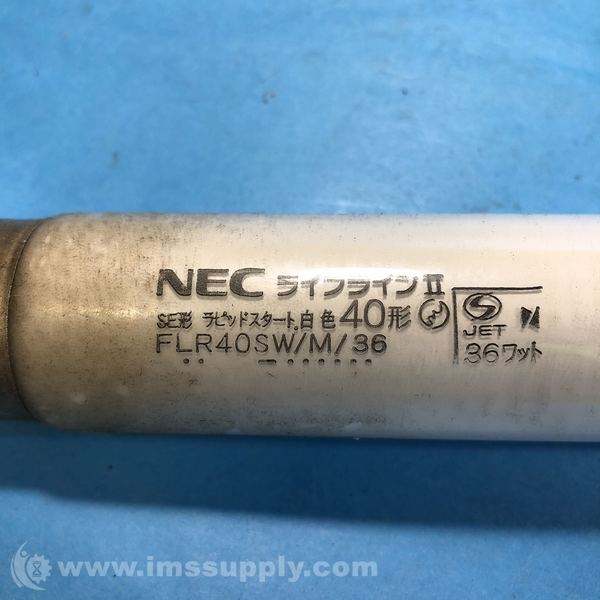 NEC ライフラインⅡ
SE形 ラピッドスタート.白色 40形
FLR40SW/M/36
JET
36ワット
www.imssupply.com